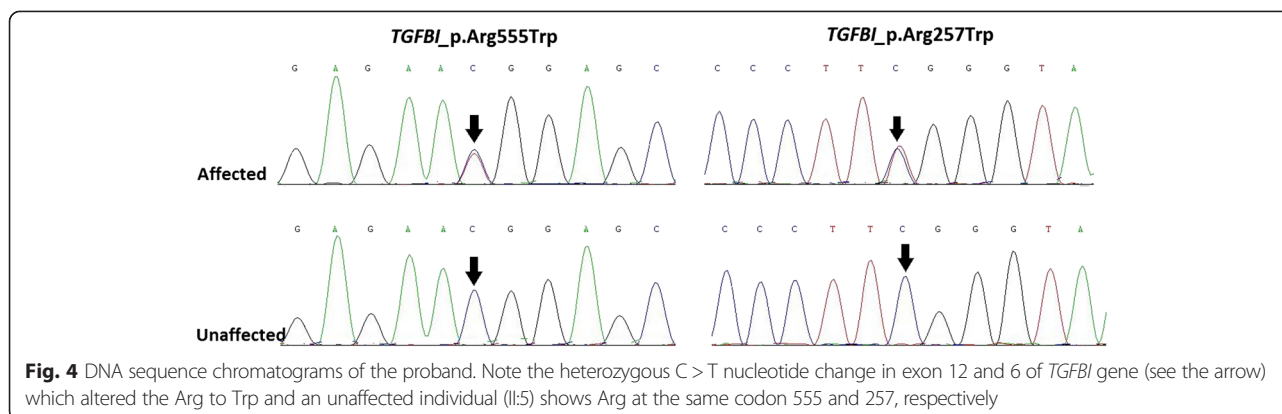 TGFBI_p.Arg555Trp TGFBI_p.Arg257Trp
G A G A A C G G A G C C C C T T C G G G T A
Affected
G A G A A C G G A G C C C C T T C G G G T A
Unaffected
Fig. 4 DNA sequence chromatograms of the proband. Note the heterozygous C > T nucleotide change in exon 12 and 6 of TGFBI gene (see the arrow)
which altered the Arg to Trp and an unaffected individual (II:5) shows Arg at the same codon 555 and 257, respectively